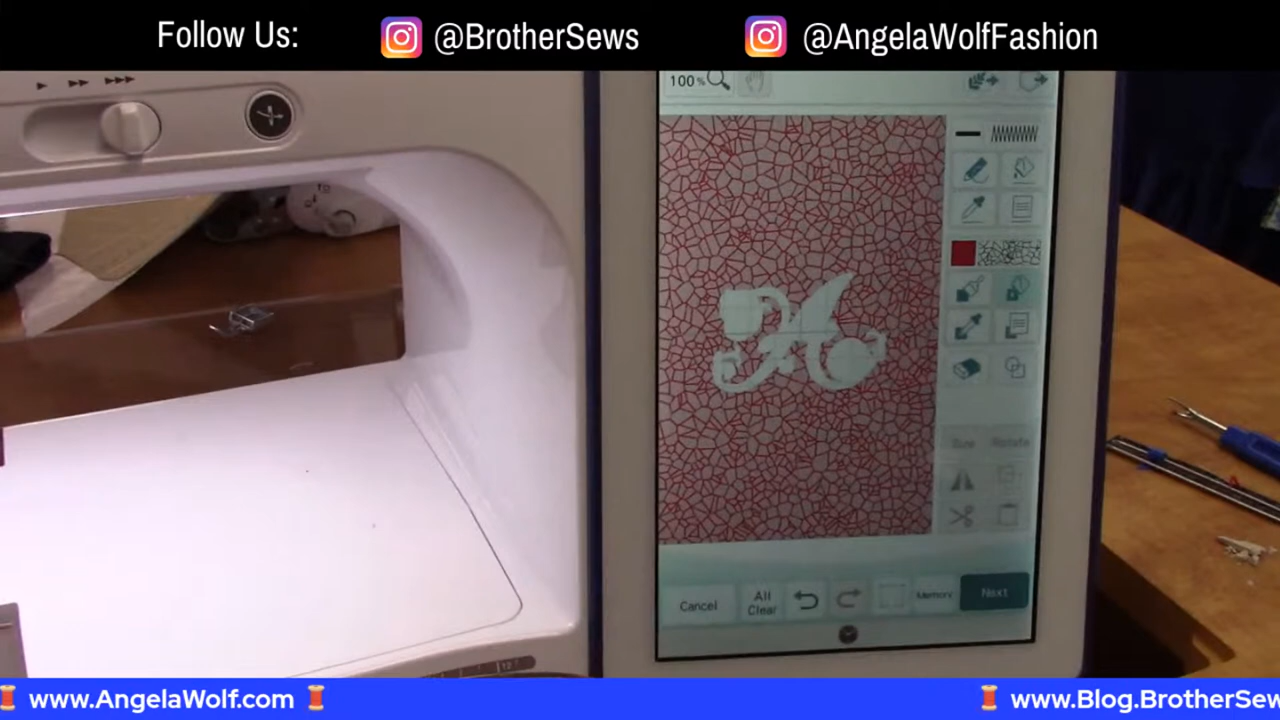 Follow Us:
@BrotherSews
@AngelaWolfFashion
100%
Size
Rotate
Cancel
All
Clear
Memory
Next
www.AngelaWolf.com
www.Blog.BrotherSew